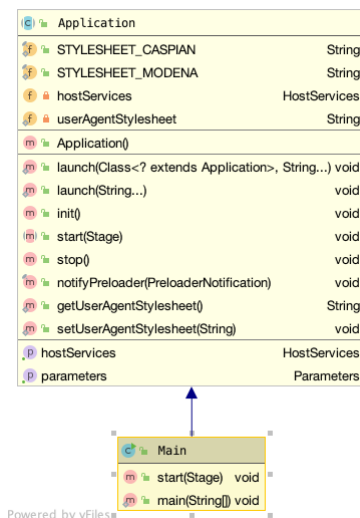 Application
STYLESHEET_CASPIAN String
STYLESHEET_MODENA String
hostServices HostServices
userAgentStylesheet String
Application()
launch(Class<? extends Application>, String...) void
launch(String...) void
init() void
start(Stage) void
stop() void
notifyPreloader(PreloaderNotification) void
getUserAgentStylesheet() String
setUserAgentStylesheet(String) void
hostServices HostServices
parameters Parameters
Main
start(Stage) void
main(String[]) void
Powered by yFiles